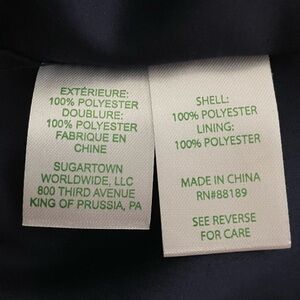 EXTÉRIEURE:
100% POLYESTER
DOUBLURE:
100% POLYESTER
FABRIQUE EN
CHINE
SUGARTOWN
WORLDWIDE, LLC
800 THIRD AVENUE
KING OF PRUSSIA, PA
SHELL:
100% POLYESTER
LINING:
100% POLYESTER
MADE IN CHINA
RN#88189
SEE REVERSE
FOR CARE